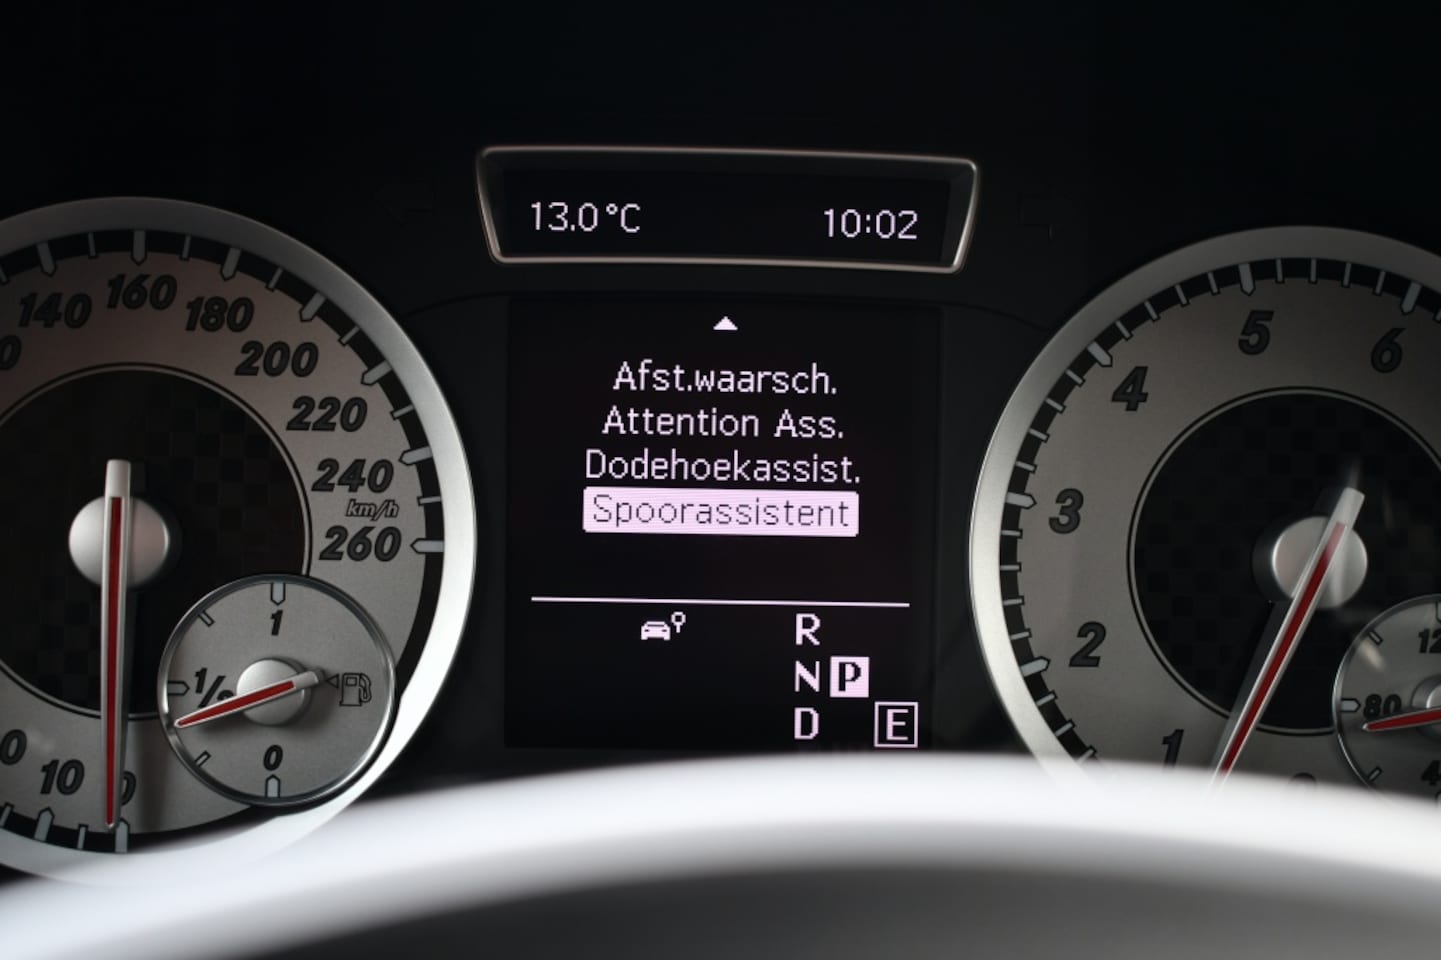 13.0°C 10:02
Afst.waarsch.
Attention Ass.
Dodehoekassist.
Spoorassistent
R
N P
D E
140 160 180 200 220 240
km/h
260
10 0
1
1/2
0
1 2 3 4 5 6
80